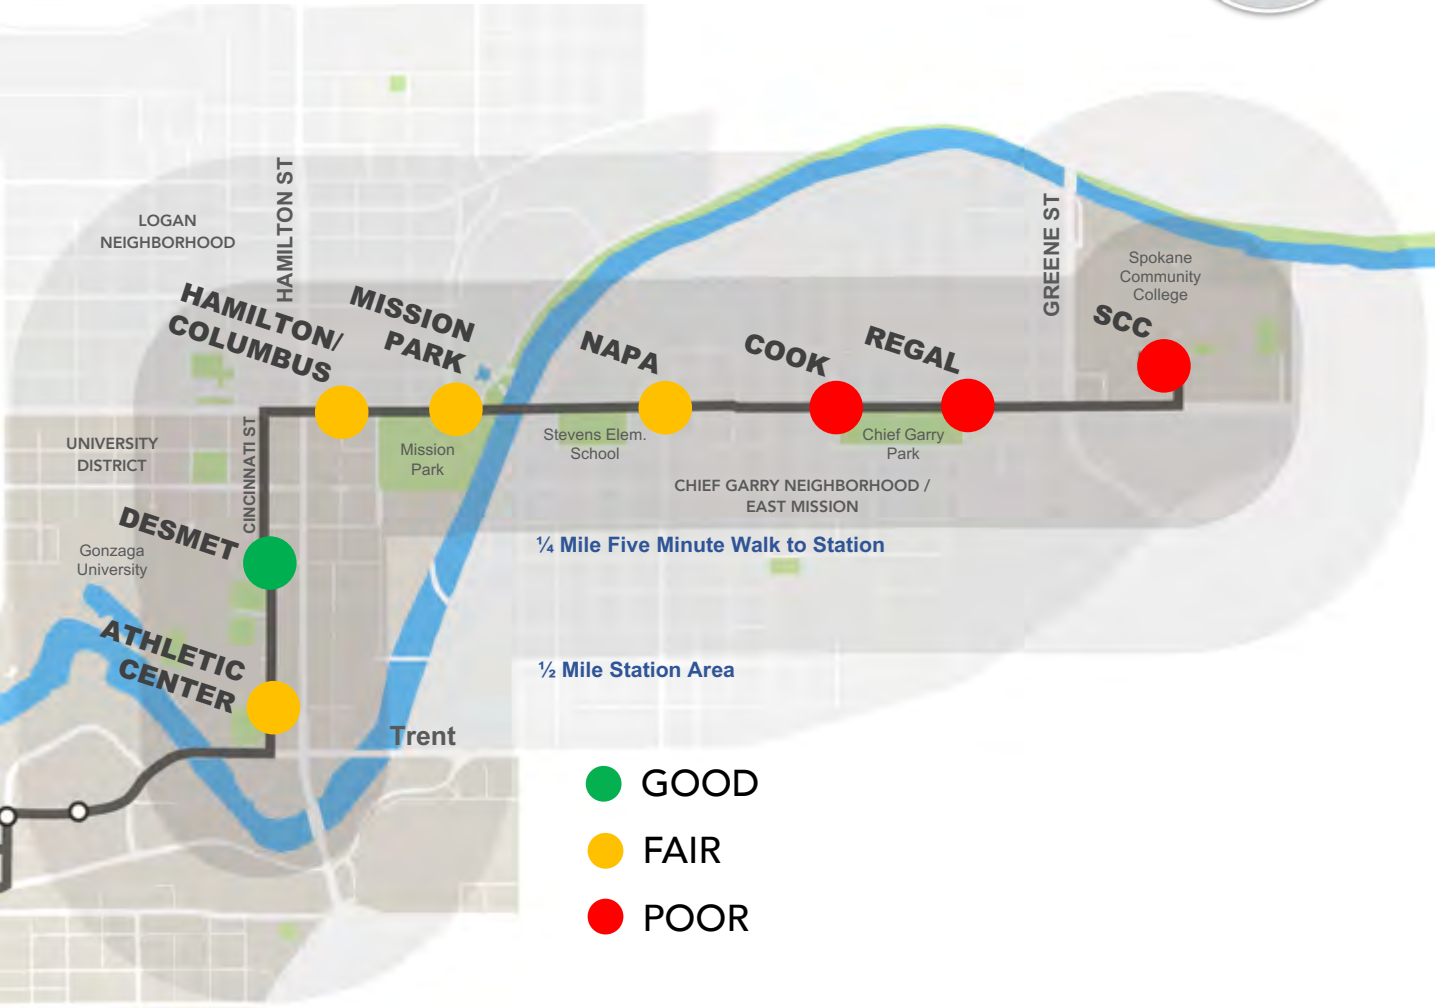 HAMILTON ST
LOGAN
NEIGHBORHOOD
GREENE ST
Spokane
Community
College
HAMILTON/
COLUMBUS
MISSION
PARK
NAPA
COOK
REGAL
SCC
CINCINNATI ST
UNIVERSITY
DISTRICT
Mission
Park
Stevens Elem.
School
Chief Garry
Park
CHIEF GARRY NEIGHBORHOOD /
EAST MISSION
DESMET
Gonzaga
University
¼ Mile Five Minute Walk to Station
ATHLETIC
CENTER
½ Mile Station Area
Trent
GOOD
FAIR
POOR